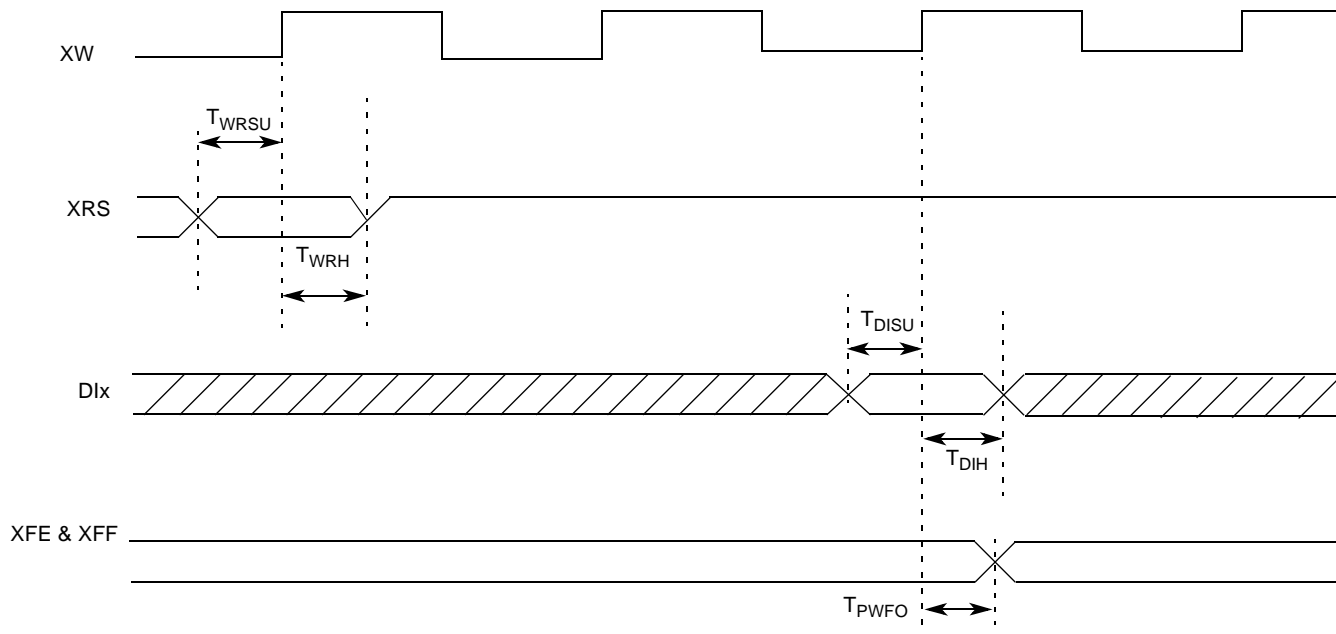 XW
TWRSU
XRS
TWRH
TDISU
DIx
TDIH
XFE & XFF
TPWFO